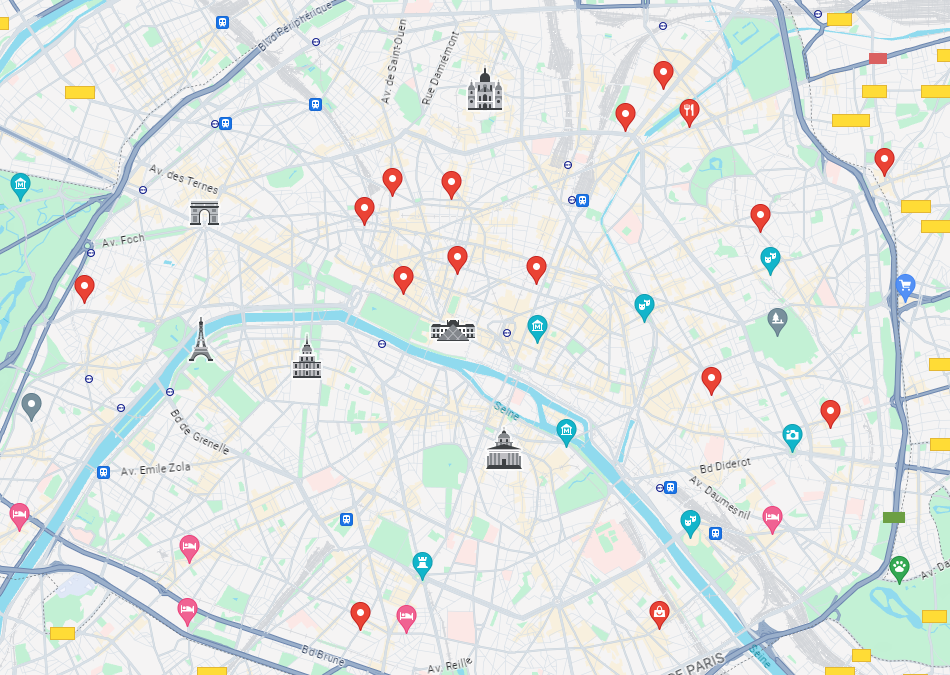 Blvd Périphérique
Av. de Saint-Ouen
Rue Damrémont
Av. des Ternes
Av. Foch
Seine
Bd de Grenelle
Av. Emile Zola
Bd Diderot
Av. Daumesnil
Av. Da
Bd Brune
Av. Reille
DE PARIS
Seine